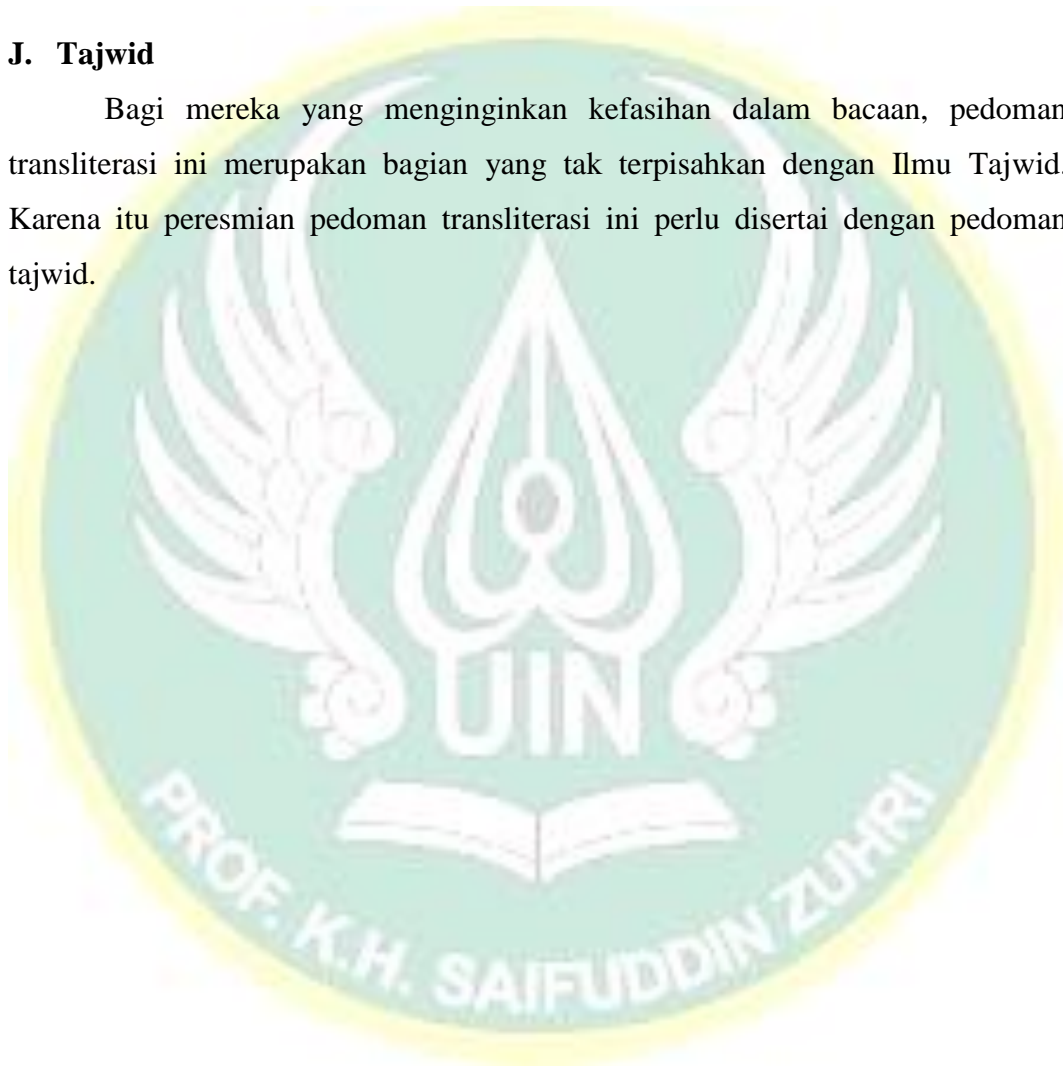 J. Tajwid
Bagi mereka yang menginginkan kefasihan dalam bacaan, pedoman
transliterasi ini merupakan bagian yang tak terpisahkan dengan Ilmu Tajwid.
Karena itu peresmian pedoman transliterasi ini perlu disertai dengan pedoman
tajwid.
UIN
PROF. K.H. SAIFUDDIN ZUHRI